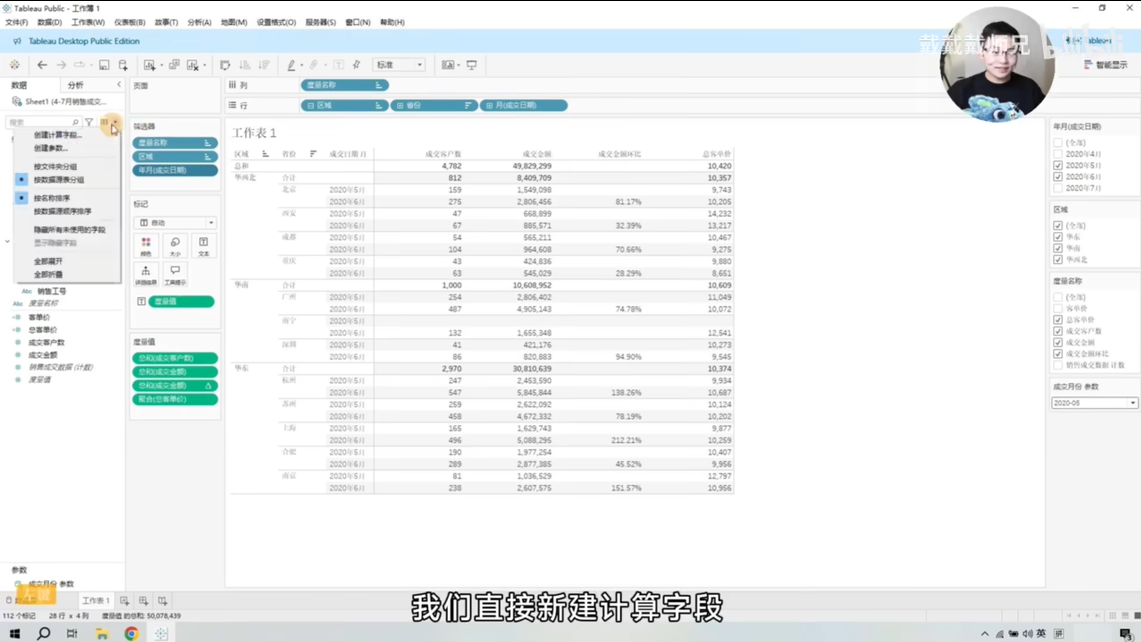 Tableau Public - 工作簿 1
文件(F) 数据(D) 工作表(W) 仪表板(B) 故事(T) 分析(A) 地图(M) 设置格式(O) 服务器(S) 窗口(N) 帮助(H)
Tableau Desktop Public Edition
戴戴戴师兄
标准
智能显示
数据 分析
Sheet1 (4-7月销售成交...
搜索
创建计算字段...
创建参数...
按文件夹分组
按数据源表分组
按名称排序
按数据源顺序排序
隐藏所有未使用的字段
显示隐藏字段
全部展开
全部折叠
Abc 销售工号
Abc 度量名称
客单价
总客单价
成交客户数
成交金额
销售成交数据 (计数)
度量值
参数
成交月份 参数
页面
筛选器
度量名称
区域
年月(成交日期)
标记
自动
颜色 大小 文本
详细信息 工具提示
度量值
度量值
总和(成交客户数)
总和(成交金额)
总和(成交金额)
聚合(总客单价)
列 度量名称
行 区域 省份 月(成交日期)
工作表 1
区域 省份 成交日期 月 成交客户数 成交金额 成交金额环比 总客单价
总和 4,782 49,829,299 10,420
华西北 合计 812 8,409,709 10,357
北京 2020年5月 159 1,549,098 9,743
2020年6月 275 2,806,456 81.17% 10,205
西安 2020年5月 47 668,899 14,232
2020年6月 67 885,571 32.39% 13,217
成都 2020年5月 54 565,211 10,467
2020年6月 104 964,608 70.66% 9,275
重庆 2020年5月 43 424,836 9,880
2020年6月 63 545,029 28.29% 8,651
华南 合计 1,000 10,608,952 10,609
广州 2020年5月 254 2,806,402 11,049
2020年6月 487 4,905,143 74.78% 10,072
南宁 2020年5月
2020年6月 132 1,655,348 12,541
深圳 2020年5月 41 421,176 10,273
2020年6月 86 820,883 94.90% 9,545
华东 合计 2,970 30,810,639 10,374
杭州 2020年5月 247 2,453,590 9,934
2020年6月 547 5,845,844 138.26% 10,687
苏州 2020年5月 259 2,622,092 10,124
2020年6月 458 4,672,332 78.19% 10,202
上海 2020年5月 165 1,629,743 9,877
2020年6月 496 5,088,295 212.21% 10,259
合肥 2020年5月 190 1,977,254 10,407
2020年6月 289 2,877,385 45.52% 9,956
南京 2020年5月 81 1,036,529 12,797
2020年6月 238 2,607,575 151.57% 10,956
年月(成交日期)
(全部)
2020年4月
2020年5月
2020年6月
2020年7月
区域
(全部)
华东
华南
华西北
度量名称
(全部)
客单价
总客单价
成交客户数
成交金额
成交金额环比
销售成交数据 计数
成交月份 参数
2020-05
工作表 1
112 个标记 28 行 x 4 列 度量值 的总和: 50,078,439
我们直接新建计算字段
英 拼